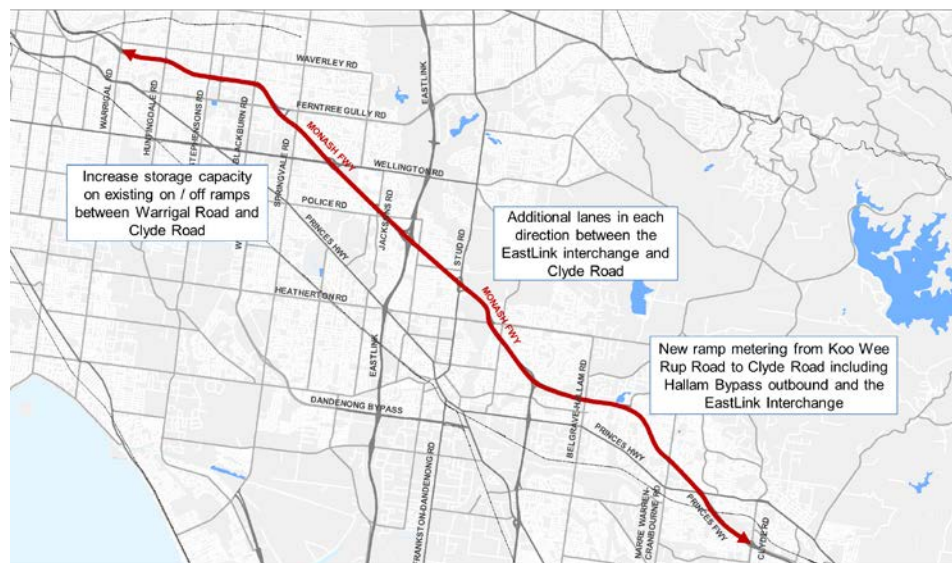 WAVERLEY RD
EASTLINK
WARRIGAL RD
HUNTINGDALE RD
STEPHENSONS RD
BLACKBURN RD
FERNTREE GULLY RD
SPRINGVALE RD
MONASH FWY
WELLINGTON RD
Increase storage capacity
on existing on / off ramps
between Warrigal Road and
Clyde Road
POLICE RD
PRINCES HWY
JACKSONS RD
STUD RD
Additional lanes in each
direction between the
EastLink interchange and
Clyde Road
HEATHERTON RD
MONASH FWY
EASTLINK
New ramp metering from Koo Wee
Rup Road to Clyde Road including
Hallam Bypass outbound and the
EastLink Interchange
BELGRAVE-HALLAM RD
DANDENONG BYPASS
PRINCES HWY
FRANKSTON-DANDENONG RD
NARRE WARREN-
CRANBOURNE RD
PRINCES FWY
CLYDE RD